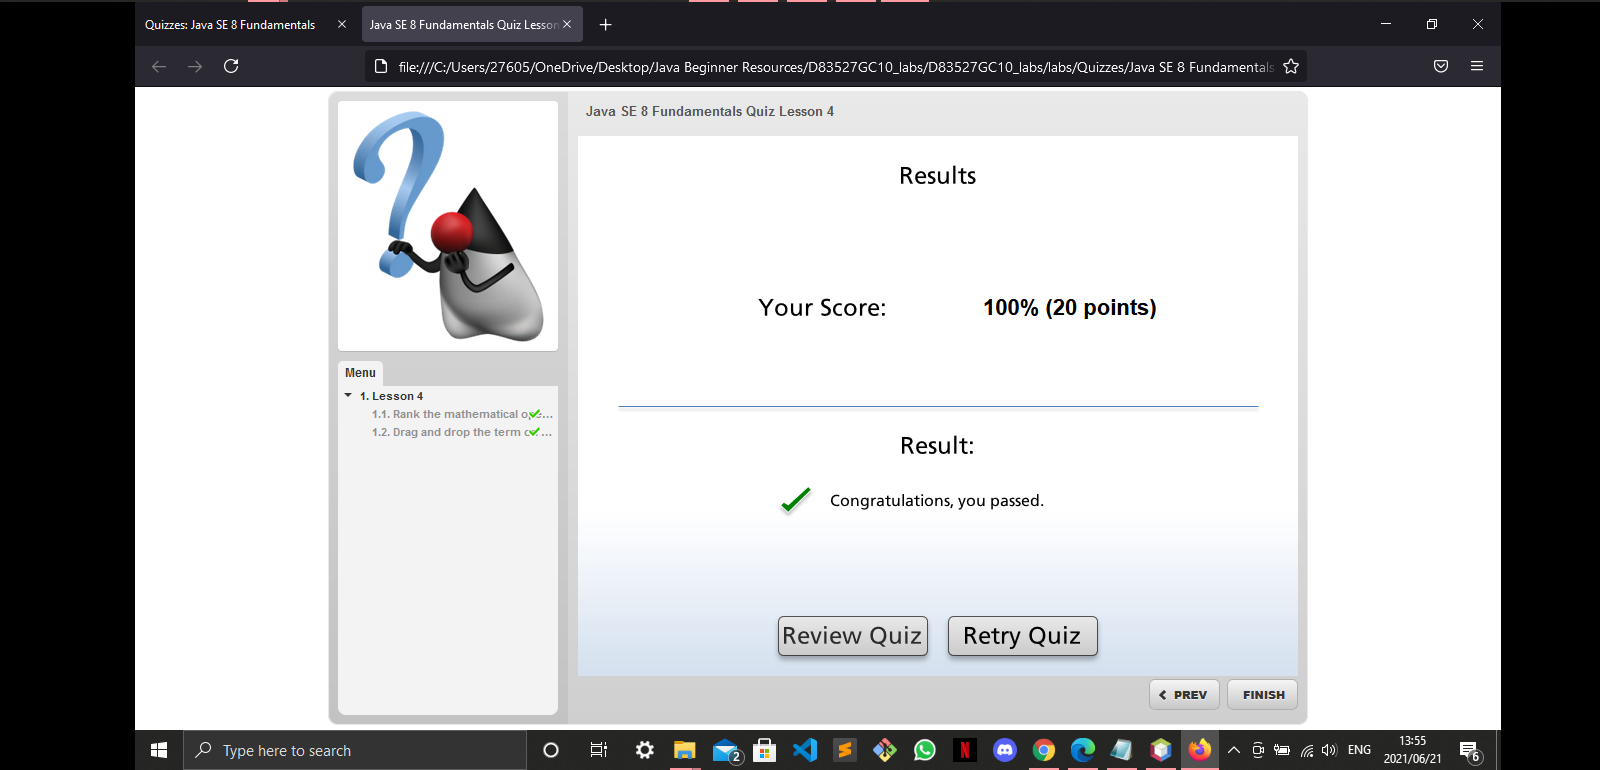 Quizzes: Java SE 8 Fundamentals
Java SE 8 Fundamentals Quiz Lesson
file:///C:/Users/27605/OneDrive/Desktop/Java Beginner Resources/D83527GC10_labs/D83527GC10_labs/labs/Quizzes/Java SE 8 Fundamentals
Java SE 8 Fundamentals Quiz Lesson 4
Results
Your Score: 100% (20 points)
Result:
Congratulations, you passed.
Review Quiz Retry Quiz
PREV FINISH
Menu
1. Lesson 4
1.1. Rank the mathematical ...
1.2. Drag and drop the term ...
Type here to search
2
N
ENG
13:55
2021/06/21
6